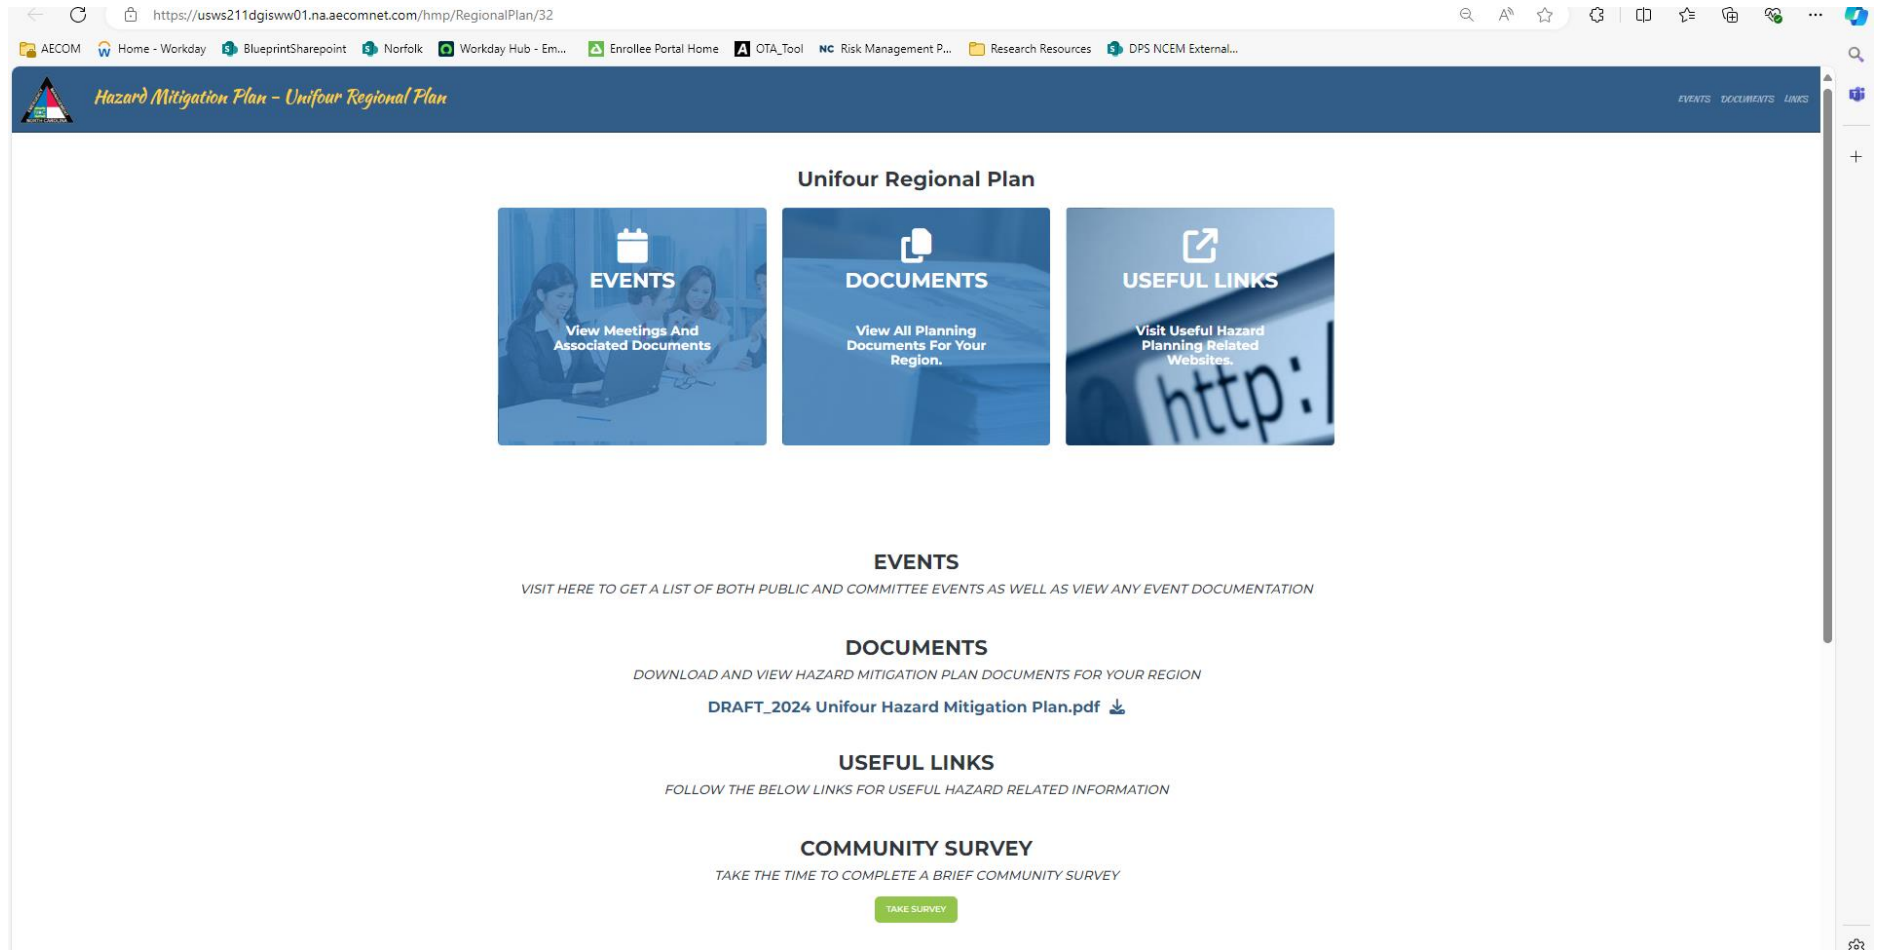 https://usws211dgisww01.na.aecomnet.com/hmp/RegionalPlan/32
AECOM Home - Workday BlueprintSharepoint Norfolk Workday Hub - Em... Enrollee Portal Home OTA_Tool NC Risk Management P... Research Resources DPS NCEM External...
Hazard Mitigation Plan - Unifour Regional Plan
EVENTS DOCUMENTS LINKS
Unifour Regional Plan
EVENTS
View Meetings And
Associated Documents
DOCUMENTS
View All Planning
Documents For Your
Region.
USEFUL LINKS
Visit Useful Hazard
Planning Related
Websites.
http:/
EVENTS
VISIT HERE TO GET A LIST OF BOTH PUBLIC AND COMMITTEE EVENTS AS WELL AS VIEW ANY EVENT DOCUMENTATION
DOCUMENTS
DOWNLOAD AND VIEW HAZARD MITIGATION PLAN DOCUMENTS FOR YOUR REGION
DRAFT_2024 Unifour Hazard Mitigation Plan.pdf
USEFUL LINKS
FOLLOW THE BELOW LINKS FOR USEFUL HAZARD RELATED INFORMATION
COMMUNITY SURVEY
TAKE THE TIME TO COMPLETE A BRIEF COMMUNITY SURVEY
TAKE SURVEY